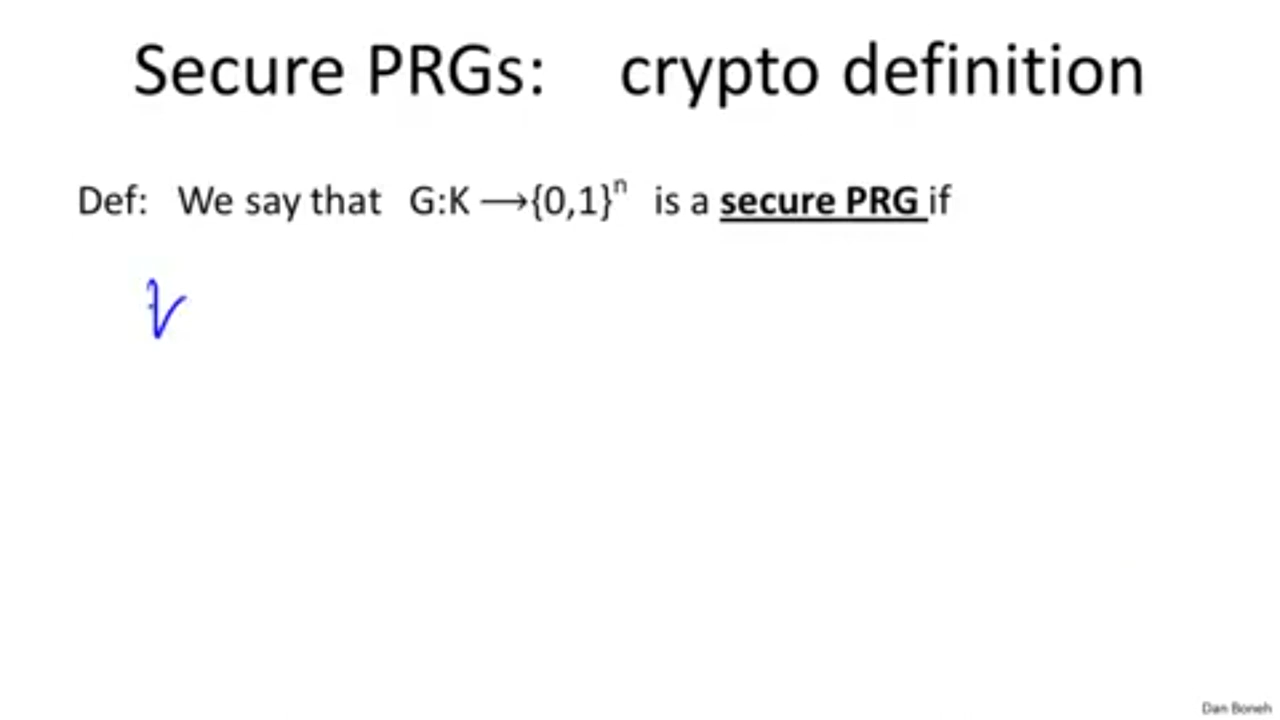 Secure PRGs: crypto definition
Def: We say that G:K ⟶{0,1}ⁿ is a secure PRG if
Dan Boneh